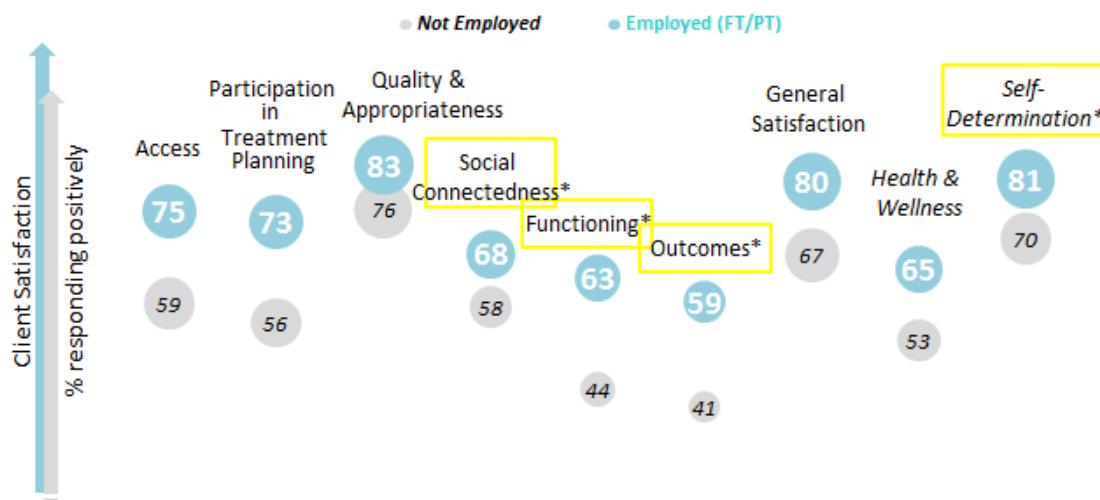 Not Employed
Employed (FT/PT)
Client Satisfaction
% responding positively
Access
75
59
Participation
in
Treatment
Planning
73
56
Quality &
Appropriateness
83
76
Social
Connectedness*
68
58
Functioning*
63
44
Outcomes*
59
41
General
Satisfaction
80
67
Health &
Wellness
65
53
Self-
Determination*
81
70